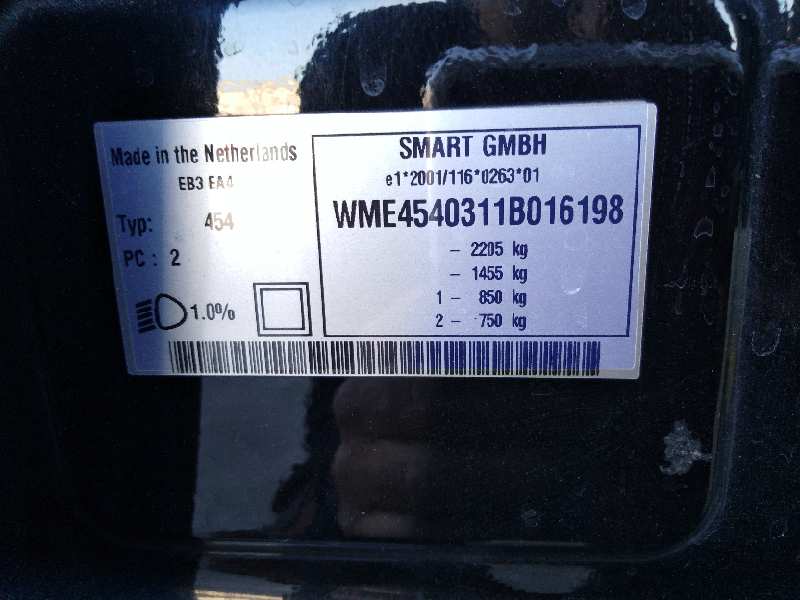 Made in the Netherlands
EB3 EA4
Typ: 454
PC : 2
1.0%
SMART GMBH
e1*2001/116*0263*01
WME4540311B016198
– 2205 kg
– 1455 kg
1 – 850 kg
2 – 750 kg